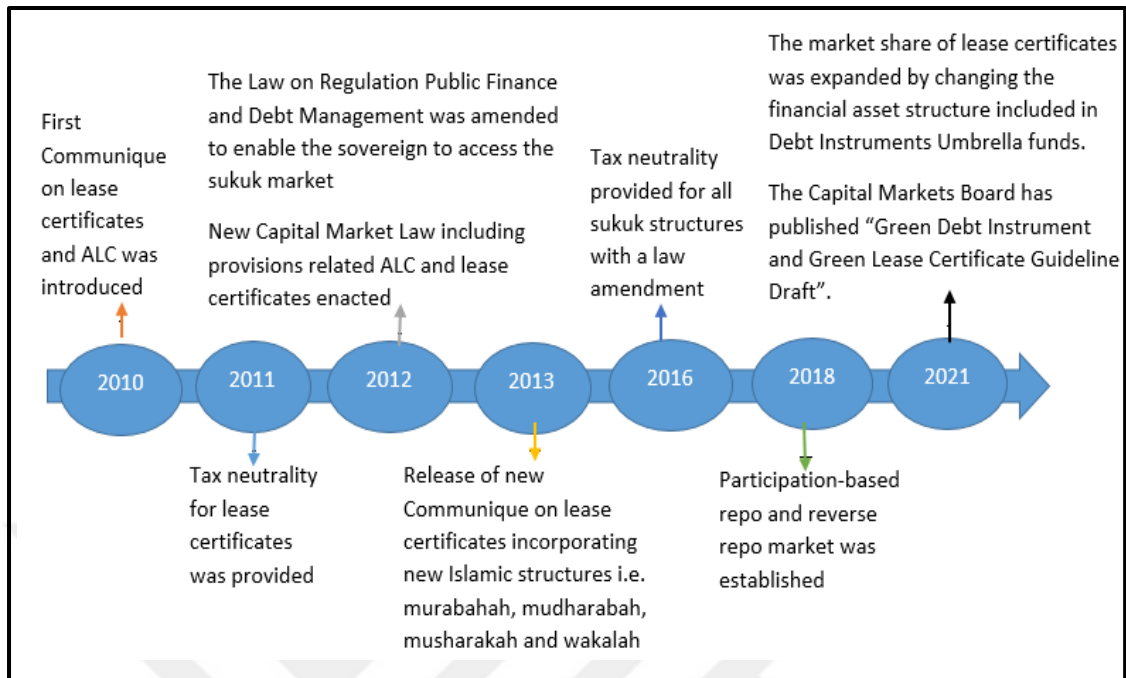 First
Communique
on lease
certificates
and ALC was
introduced
The Law on Regulation Public Finance
and Debt Management was amended
to enable the sovereign to access the
sukuk market
New Capital Market Law including
provisions related ALC and lease
certificates enacted
Tax neutrality
provided for all
sukuk structures
with a law
amendment
The market share of lease certificates
was expanded by changing the
financial asset structure included in
Debt Instruments Umbrella funds.
The Capital Markets Board has
published “Green Debt Instrument
and Green Lease Certificate Guideline
Draft”.
2010
2011
2012
2013
2016
2018
2021
Tax neutrality
for lease
certificates
was provided
Release of new
Communique on lease
certificates incorporating
new Islamic structures i.e.
murabahah, mudharabah,
musharakah and wakalah
Participation-based
repo and reverse
repo market was
established